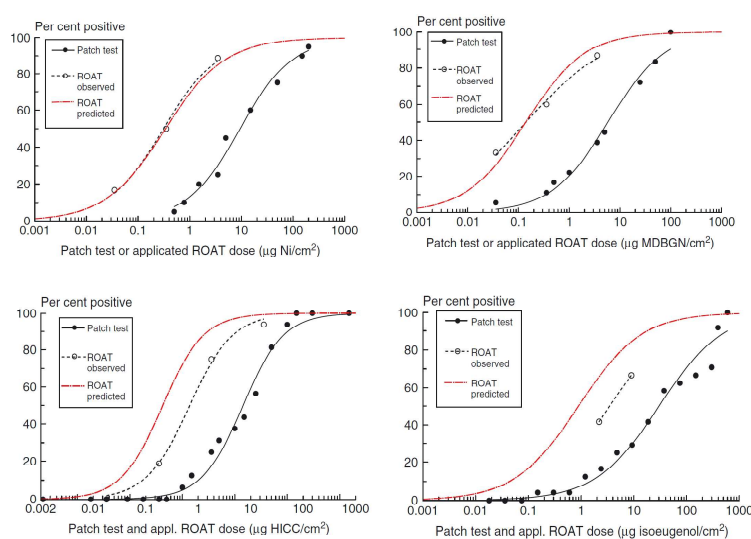 Per cent positive
100
80
60
40
20
0
Patch test
ROAT
observed
ROAT
predicted
0.001 0.01 0.1 1 10 100 1000
Patch test or applicated ROAT dose (μg Ni/cm²)
Per cent positive
100
80
60
40
20
0
Patch test
ROAT
observed
ROAT
predicted
0.001 0.01 0.1 1 10 100 1000
Patch test or applicated ROAT dose (μg MDBGN/cm²)
Per cent positive
100
80
60
40
20
0
Patch test
ROAT
observed
ROAT
predicted
0.002 0.01 0.1 1 10 100 1000
Patch test and appl. ROAT dose (μg HICC/cm²)
Per cent positive
100
80
60
40
20
0
Patch test
ROAT
observed
ROAT
predicted
0.001 0.01 0.1 1 10 100 1000
Patch test and appl. ROAT dose (μg isoeugenol/cm²)